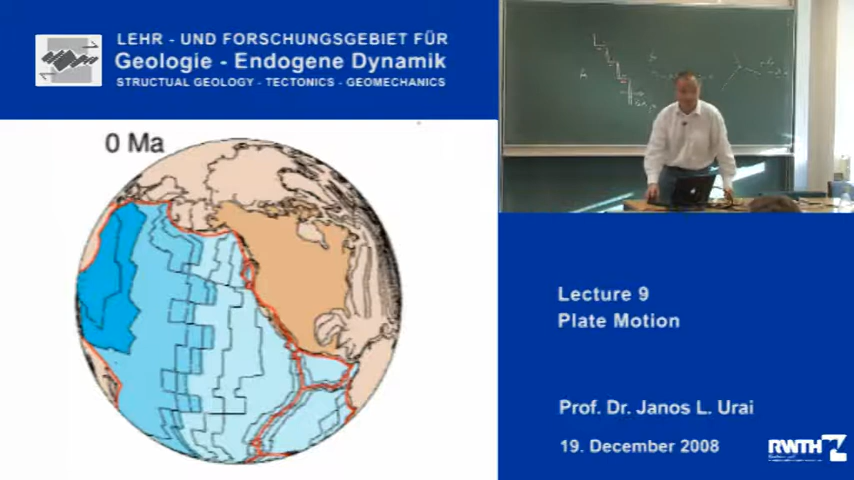 LEHR - UND FORSCHUNGSGEBIET FÜR
Geologie - Endogene Dynamik
STRUCTUAL GEOLOGY - TECTONICS - GEOMECHANICS
0 Ma
A
Lecture 9
Plate Motion
Prof. Dr. Janos L. Urai
19. December 2008
RWTH